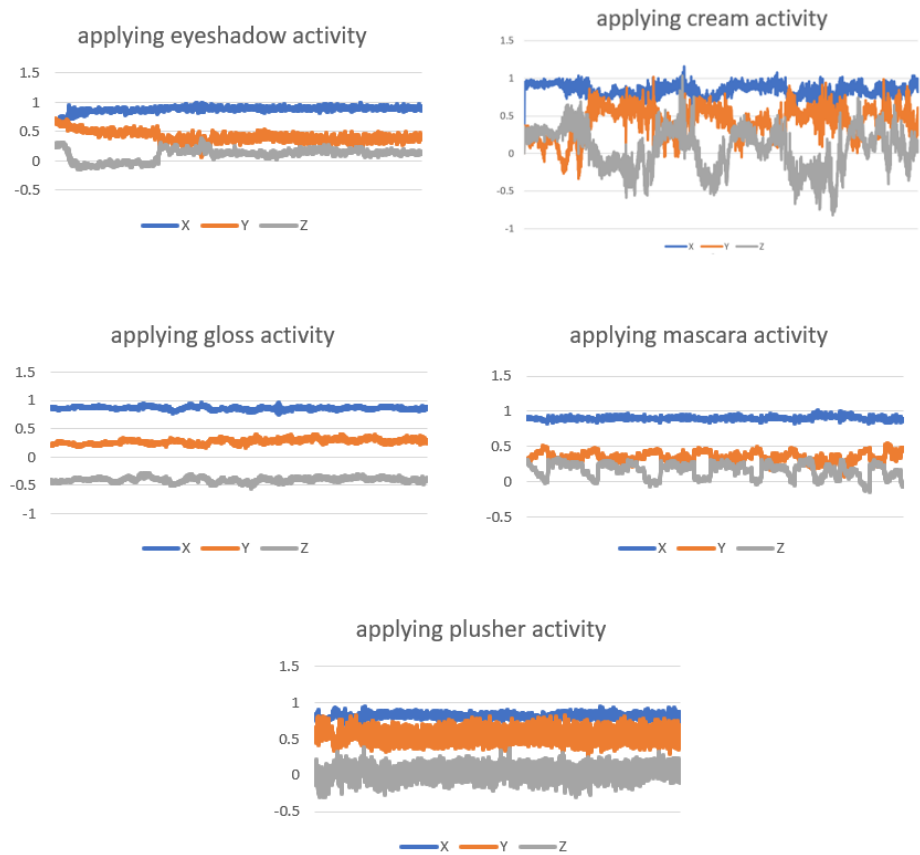 applying eyeshadow activity
1.5
1
0.5
0
-0.5
X Y Z
applying cream activity
1.5
1
0.5
0
-0.5
-1
X Y Z
applying gloss activity
1.5
1
0.5
0
-0.5
-1
X Y Z
applying mascara activity
1.5
1
0.5
0
-0.5
X Y Z
applying plusher activity
1.5
1
0.5
0
-0.5
X Y Z